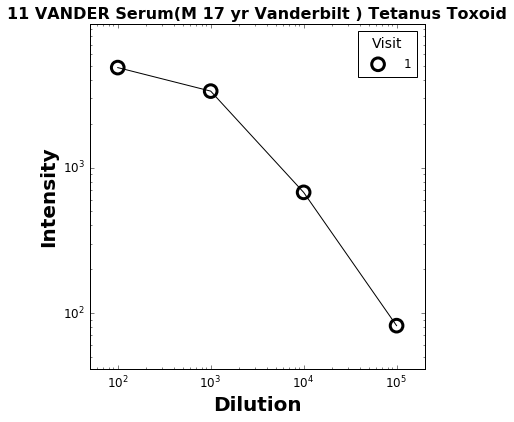 11 VANDER Serum(M 17 yr Vanderbilt ) Tetanus Toxoid
Visit
1
Intensity
10³
10²
10² 10³ 10⁴ 10⁵
Dilution